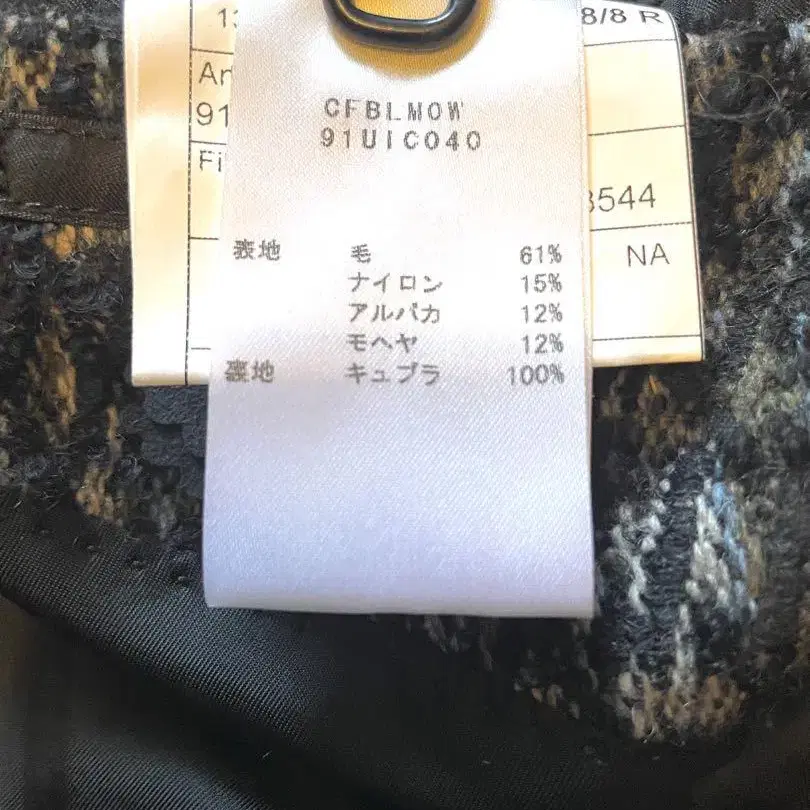 8/8 R
CFBLMOW
91UIC040
3544
NA
表地 毛 61%
ナイロン 15%
アルパカ 12%
モヘヤ 12%
裏地 キュプラ 100%